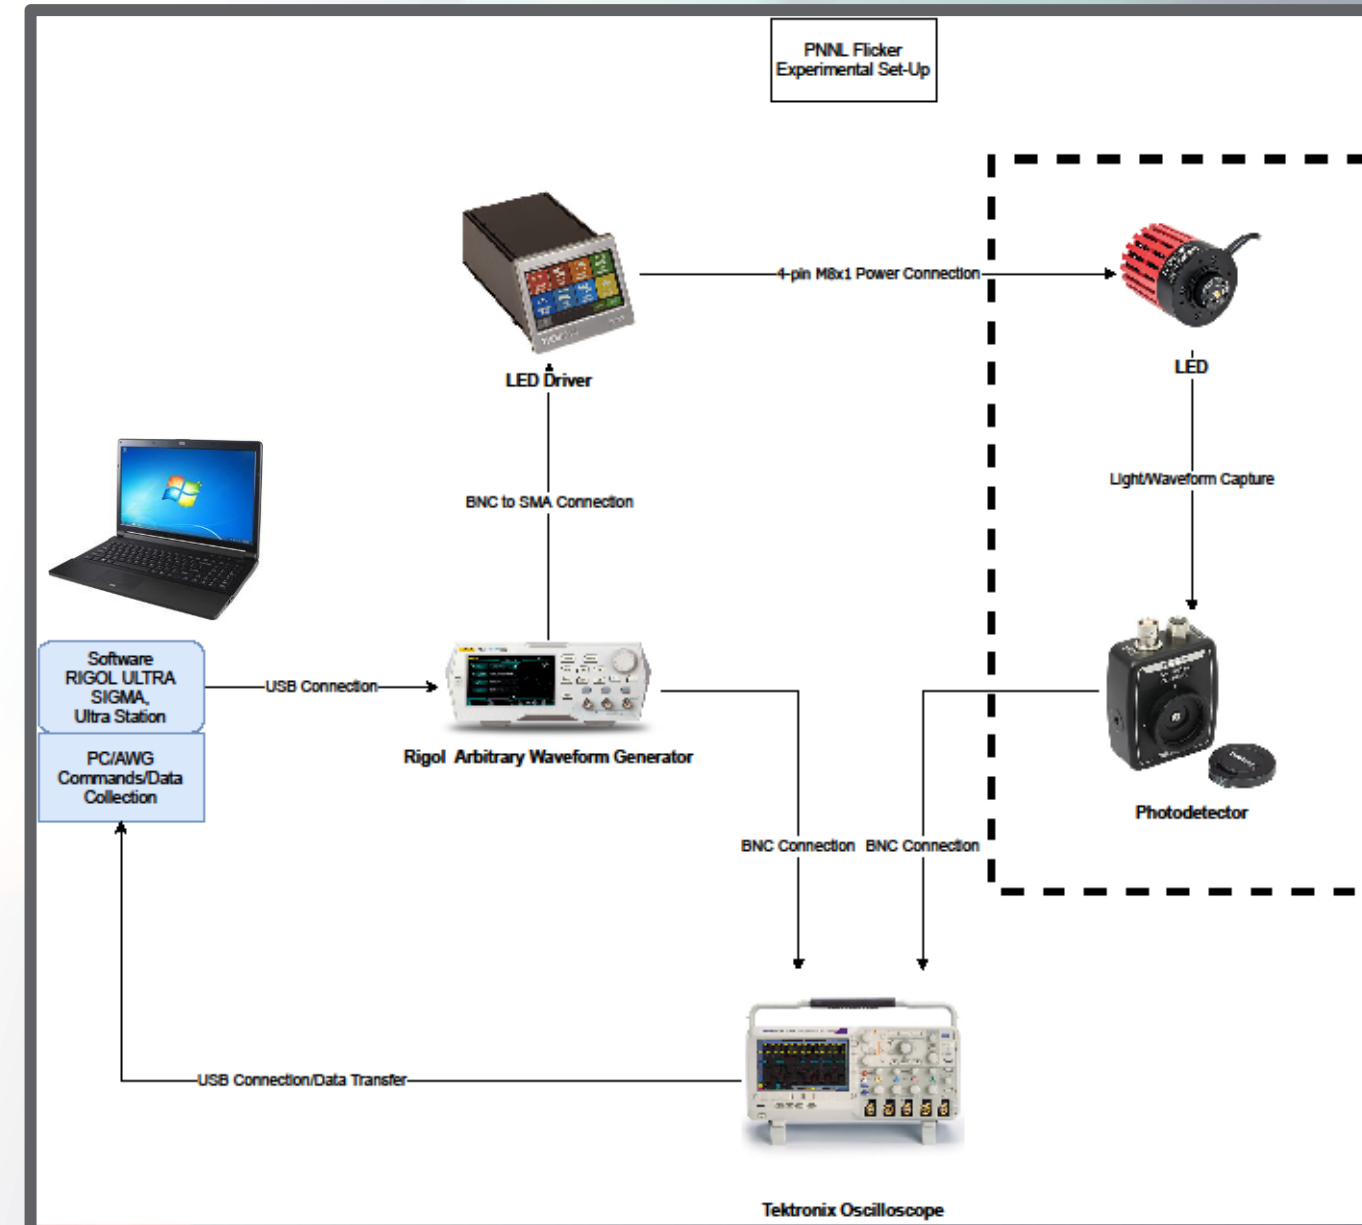 PNNL Flicker
Experimental Set-Up
4-pin M8x1 Power Connection
LED Driver
LED
BNC to SMA Connection
Light/Waveform Capture
Software
RIGOL ULTRA
SIGMA,
Ultra Station
USB Connection
PC/AWG
Commands/Data
Collection
Rigol Arbitrary Waveform Generator
Photodetector
BNC Connection
BNC Connection
USB Connection/Data Transfer
Tektronix Oscilloscope